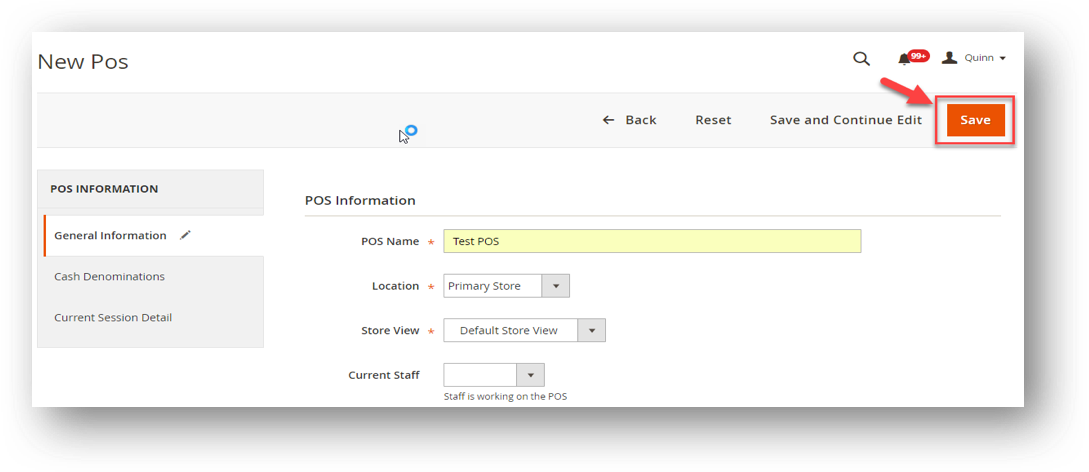 New Pos
99+
Quinn
Back
Reset
Save and Continue Edit
Save
POS INFORMATION
General Information
Cash Denominations
Current Session Detail
POS Information
POS Name *
Test POS
Location *
Primary Store
Store View *
Default Store View
Current Staff
Staff is working on the POS